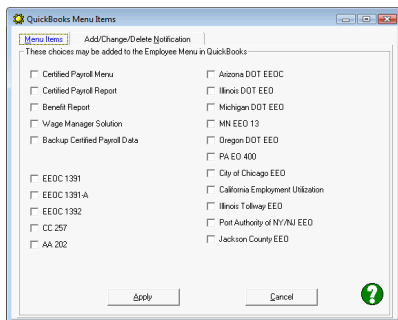 QuickBooks Menu Items
Menu Items Add/Change/Delete Notification
These choices may be added to the Employee Menu in QuickBooks
Certified Payroll Menu
Certified Payroll Report
Benefit Report
Wage Manager Solution
Backup Certified Payroll Data
EEOC 1391
EEOC 1391-A
EEOC 1392
CC 257
AA 202
Arizona DOT EEOC
Illinois DOT EEO
Michigan DOT EEO
MN EEO 13
Oregon DOT EEO
PA EO 400
City of Chicago EEO
California Employment Utilization
Illinois Tollway EEO
Port Authority of NY/NJ EEO
Jackson County EEO
Apply Cancel
?